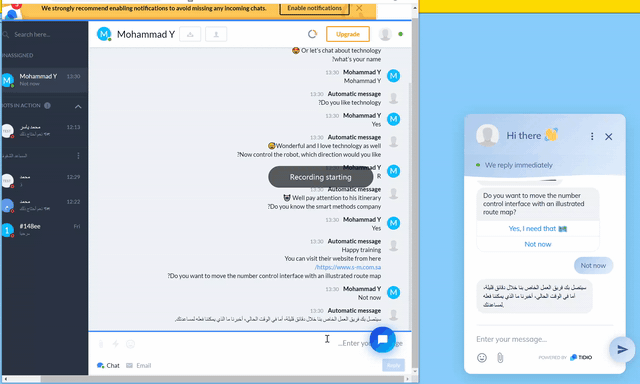 We strongly recommend enabling notifications to avoid missing any incoming chats.
Enable notifications
Search here...
UNASSIGNED
Mohammad Y
13:30
Not now
OTS IN ACTION
محمد ياسر
12:13
محمد
12:29
محمد
12:22
#148ee
Fri
Mohammad Y
Upgrade
Or let's chat about technology
?what's your name
13:30 Mohammad Y
Mohammad Y
13:30 Automatic message
?Do you like technology
13:30 Mohammad Y
Yes
13:30 Automatic message
Wonderful and I love technology as well
?Now control the robot, which direction would you like
R
Recording starting
13:30 Automatic message
Well pay attention to his itinerary
?Do you know the smart methods company
13:30 Mohammad Y
Yes
13:30 Automatic message
Happy training
You can visit their website from here
/https://www.s-m.com.sa
?Do you want to move the number control interface with an illustrated route map
13:30 Mohammad Y
Not now
13:30 Automatic message
سيتصل بك فريق العمل الخاص بنا خلال دقائق قليلة، أما في الوقت الحالي، أخبرنا ما الذي يمكننا فعله لمساعدتك.
...Enter your message
Chat
Email
Reply
Hi there
We reply immediately
Do you want to move the number
control interface with an illustrated
route map?
Yes, I need that
Not now
Not now
سيتصل بك فريق العمل الخاص بنا خلال دقائق قليلة،
أما في الوقت الحالي، أخبرنا ما الذي يمكننا فعله
لمساعدتك.
Enter your message...
POWERED BY TIDIO